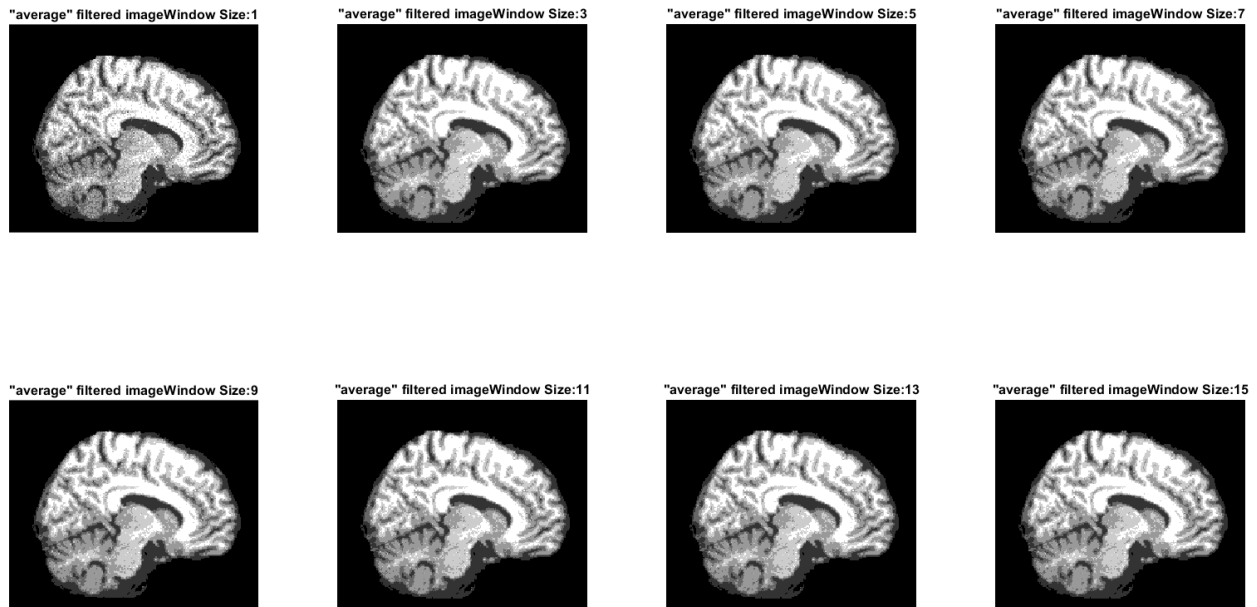 "average" filtered imageWindow Size:1
"average" filtered imageWindow Size:3
"average" filtered imageWindow Size:5
"average" filtered imageWindow Size:7
"average" filtered imageWindow Size:9
"average" filtered imageWindow Size:11
"average" filtered imageWindow Size:13
"average" filtered imageWindow Size:15